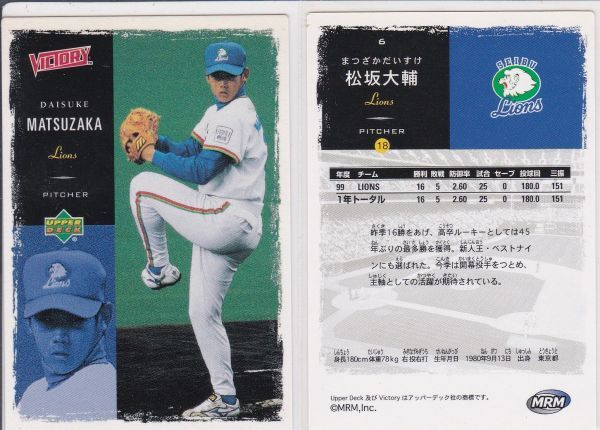 VICTORY
DAISUKE
MATSUZAKA
Lions
PITCHER
UPPER
DECK
Lions
6
まつざかだいすけ
松坂大輔
Lions
PITCHER
18
SEIBU
Lions
年度 チーム 勝利 敗戦 防御率 試合 セーブ 投球回 三振
99 LIONS 16 5 2.60 25 0 180.0 151
1年トータル 16 5 2.60 25 0 180.0 151
昨季16勝をあげ、高卒ルーキーとしては45
年ぶりの最多勝を獲得。新人王・ベストナイ
ンにも選ばれた。今季は開幕投手をつとめ、
主軸としての活躍が期待されている。
身長180cm 体重78kg 右投右打 生年月日 1980年9月13日 出身 東京都
Upper Deck 及び Victory はアッパーデック社の商標です。
©MRM,Inc.
MRM